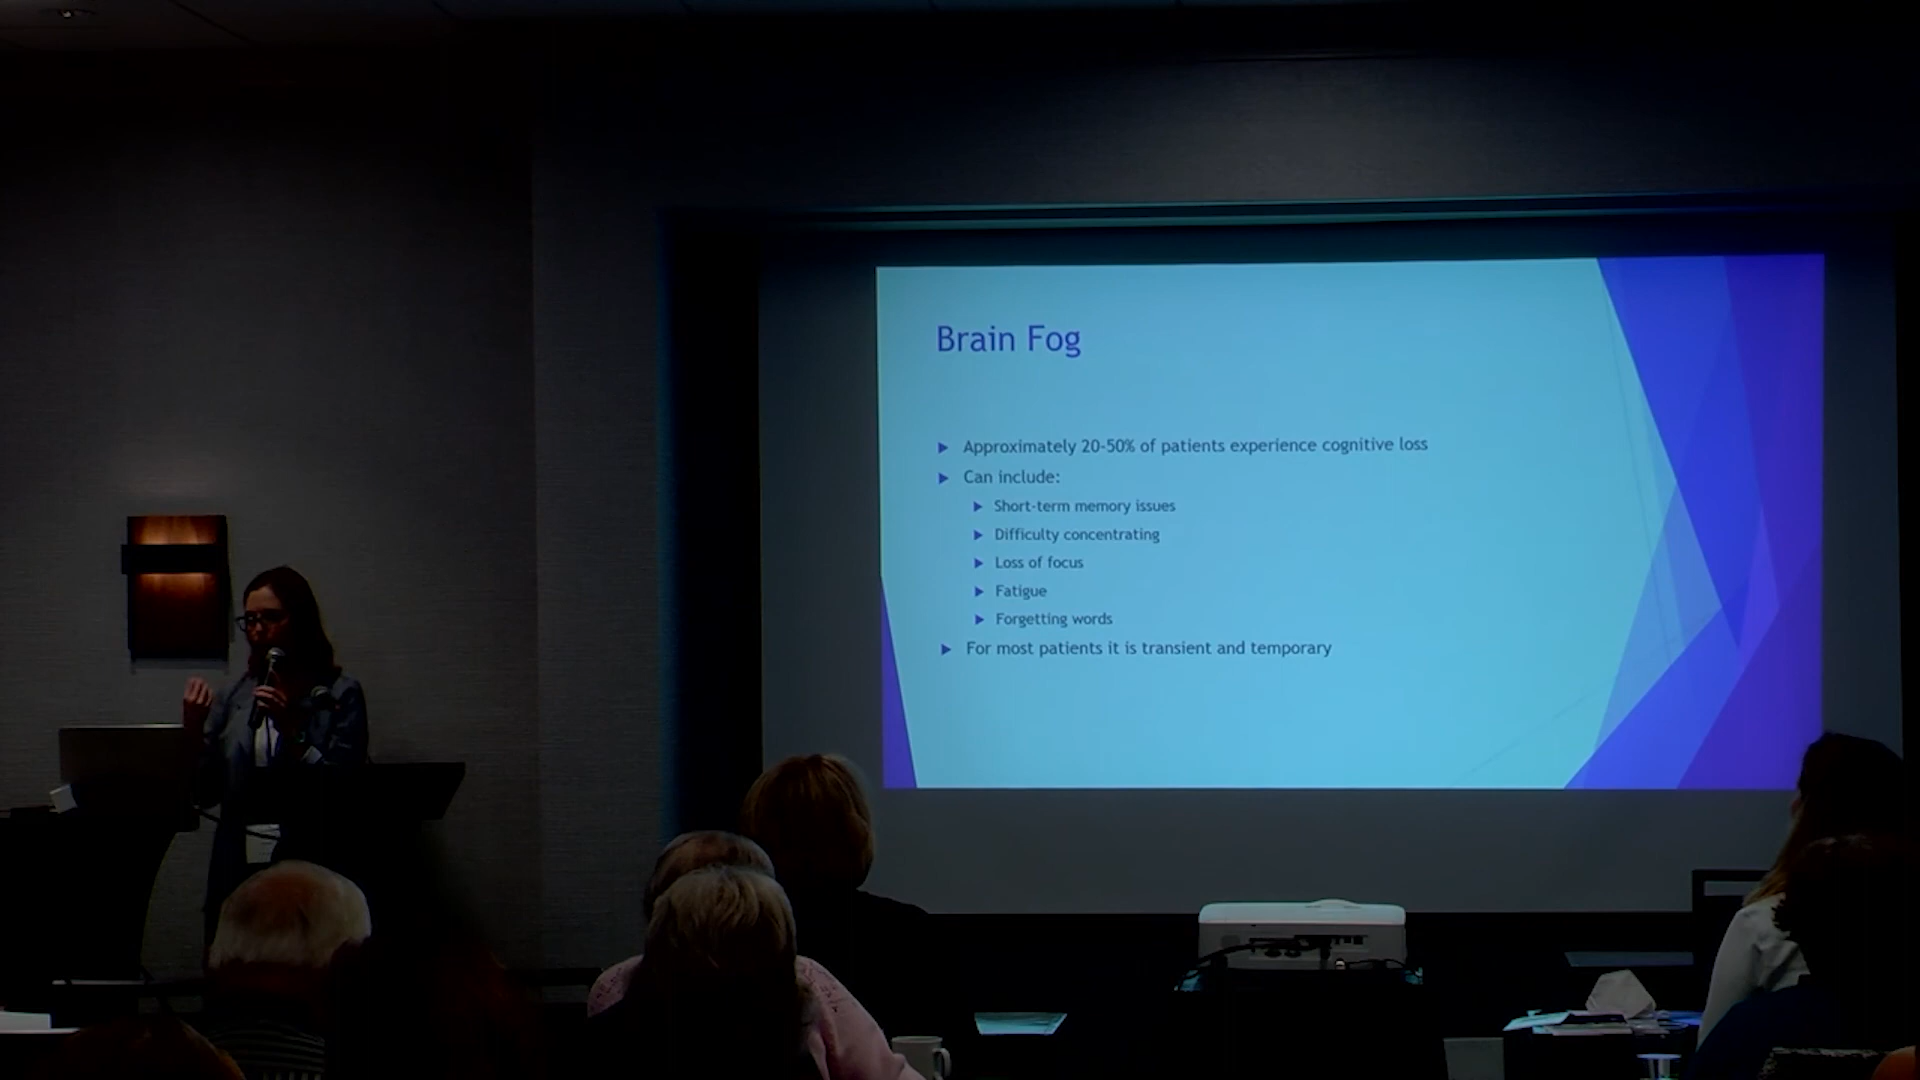 Brain Fog
Approximately 20-50% of patients experience cognitive loss
Can include:
Short-term memory issues
Difficulty concentrating
Loss of focus
Fatigue
Forgetting words
For most patients it is transient and temporary